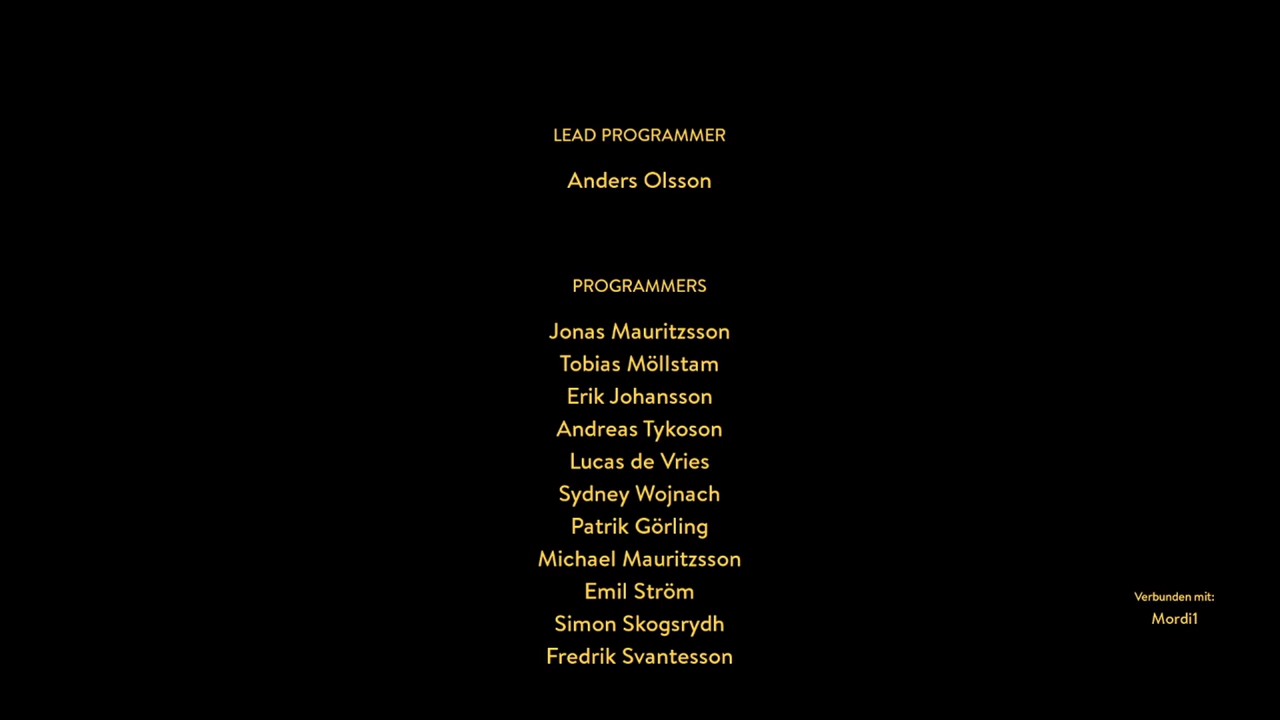 LEAD PROGRAMMER
Anders Olsson
PROGRAMMERS
Jonas Mauritzsson
Tobias Möllstam
Erik Johansson
Andreas Tykoson
Lucas de Vries
Sydney Wojnach
Patrik Görling
Michael Mauritzsson
Emil Ström
Simon Skogsrydh
Fredrik Svantesson
Verbunden mit:
Mordi1